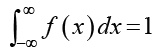 ∫_{-∞}^{∞} f(x)dx=1